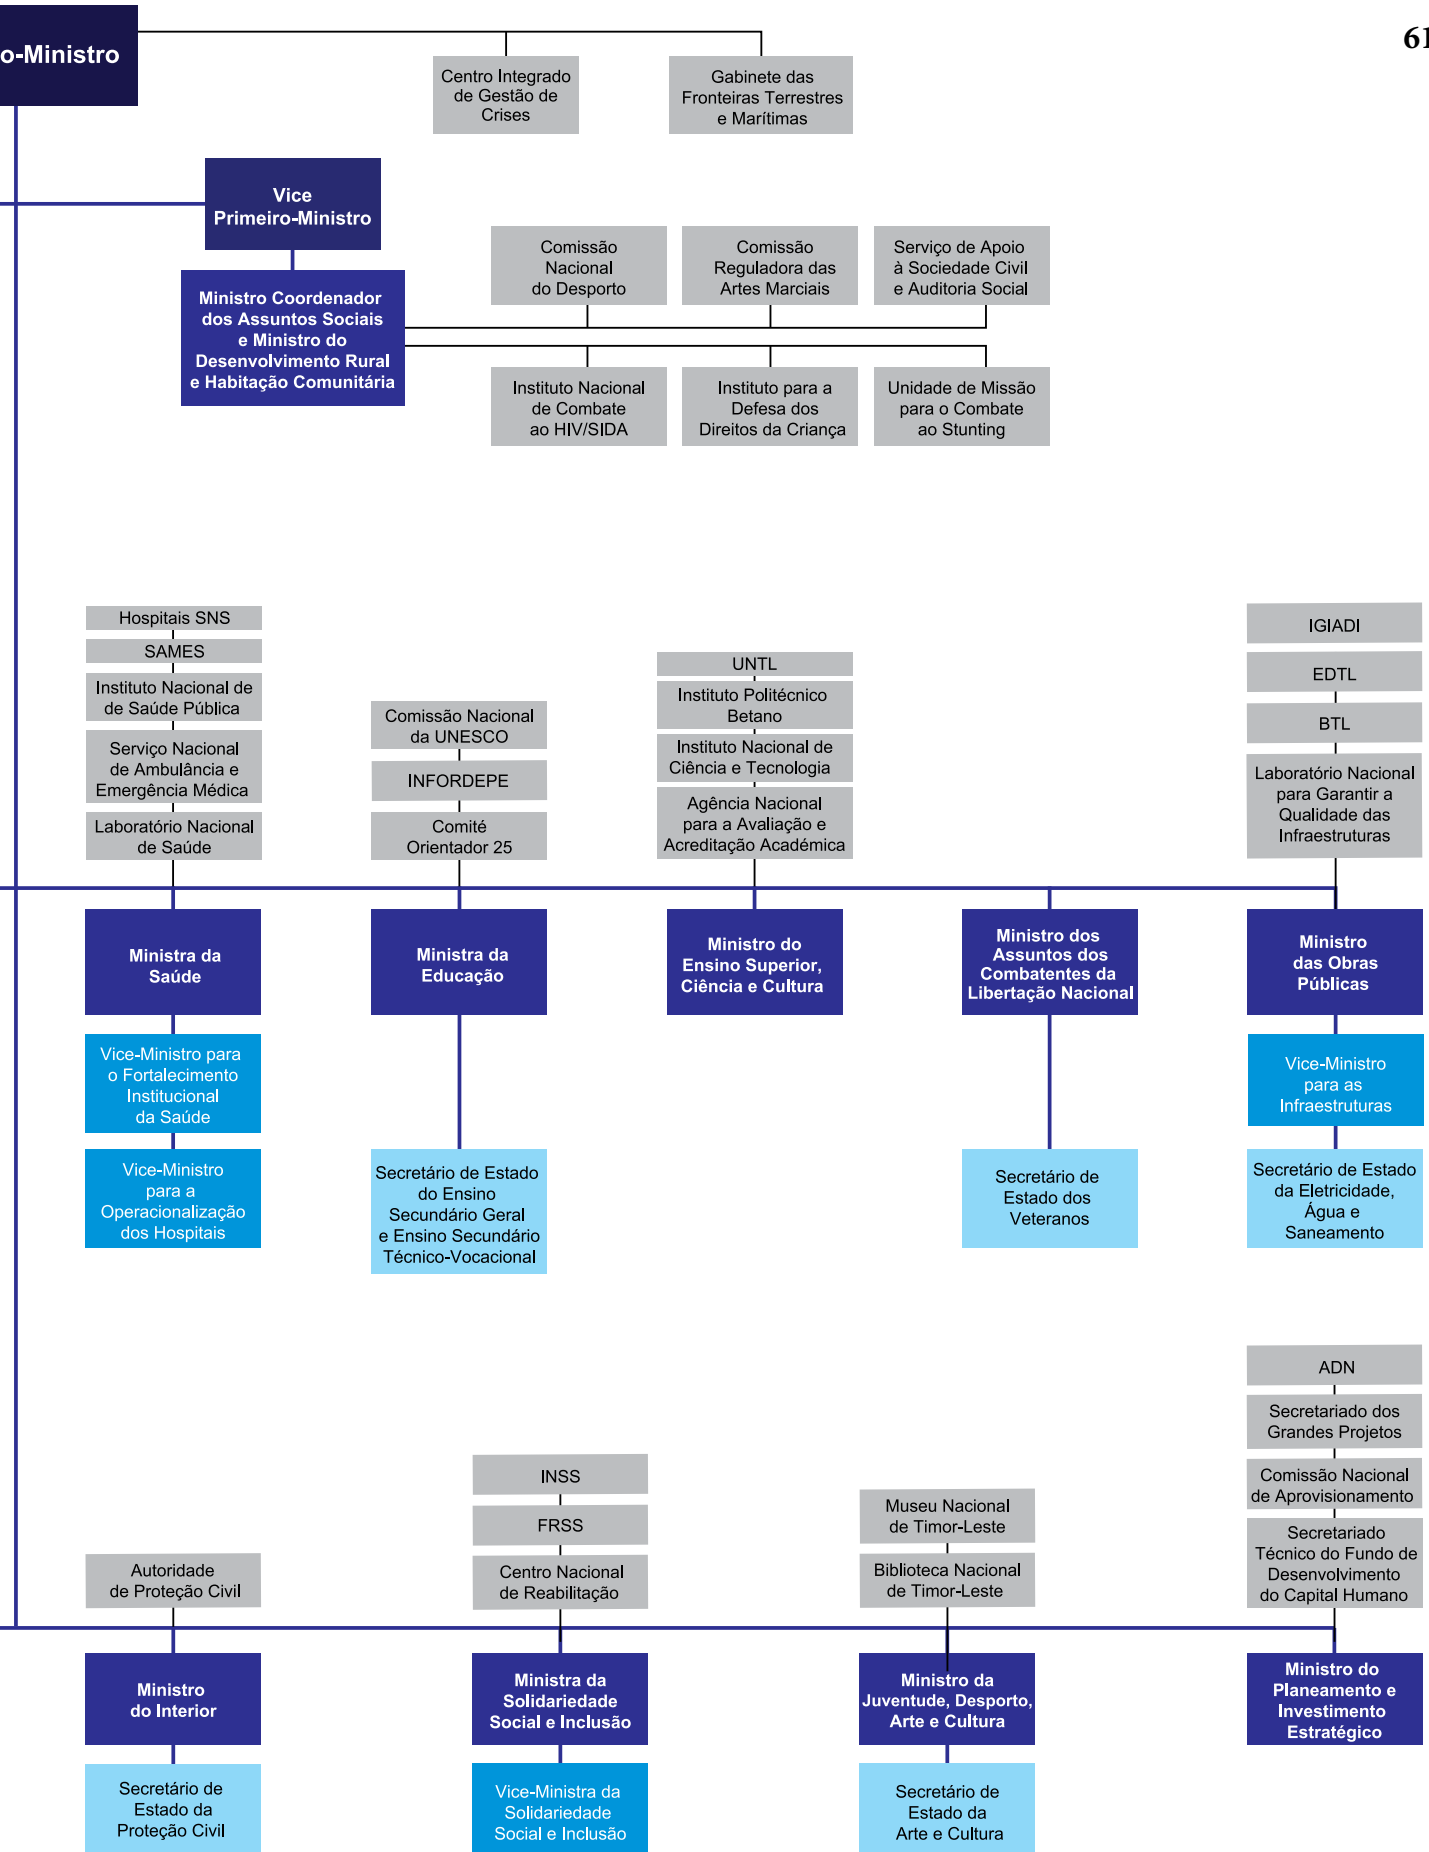 o-Ministro
61
Centro Integrado
de Gestão de
Crises
Gabinete das
Fronteiras Terrestres
e Marítimas
Vice
Primeiro-Ministro
Ministro Coordenador
dos Assuntos Sociais
e Ministro do
Desenvolvimento Rural
e Habitação Comunitária
Comissão
Nacional
do Desporto
Comissão
Reguladora das
Artes Marciais
Serviço de Apoio
à Sociedade Civil
e Auditoria Social
Instituto Nacional
de Combate
ao HIV/SIDA
Instituto para a
Defesa dos
Direitos da Criança
Unidade de Missão
para o Combate
ao Stunting
Hospitais SNS
SAMES
Instituto Nacional de
de Saúde Pública
Serviço Nacional
de Ambulância e
Emergência Médica
Laboratório Nacional
de Saúde
Comissão Nacional
da UNESCO
INFORDEPE
Comité
Orientador 25
UNTL
Instituto Politécnico
Betano
Instituto Nacional de
Ciência e Tecnologia
Agência Nacional
para a Avaliação e
Acreditação Académica
IGIADI
EDTL
BTL
Laboratório Nacional
para Garantir a
Qualidade das
Infraestruturas
Ministra da
Saúde
Ministra da
Educação
Ministro do
Ensino Superior,
Ciência e Cultura
Ministro dos
Assuntos dos
Combatentes da
Libertação Nacional
Ministro
das Obras
Públicas
Vice-Ministro para
o Fortalecimento
Institucional
da Saúde
Vice-Ministro
para as
Infraestruturas
Vice-Ministro
para a
Operacionalização
dos Hospitais
Secretário de Estado
do Ensino
Secundário Geral
e Ensino Secundário
Técnico-Vocacional
Secretário de
Estado dos
Veteranos
Secretário de Estado
da Eletricidade,
Água e
Saneamento
Autoridade
de Proteção Civil
INSS
FRSS
Centro Nacional
de Reabilitação
Museu Nacional
de Timor-Leste
Biblioteca Nacional
de Timor-Leste
ADN
Secretariado dos
Grandes Projetos
Comissão Nacional
de Aprovisionamento
Secretariado
Técnico do Fundo de
Desenvolvimento
do Capital Humano
Ministro
do Interior
Ministra da
Solidariedade
Social e Inclusão
Ministro da
Juventude, Desporto,
Arte e Cultura
Ministro do
Planeamento e
Investimento
Estratégico
Secretário de
Estado da
Proteção Civil
Vice-Ministra da
Solidariedade
Social e Inclusão
Secretário de
Estado da
Arte e Cultura